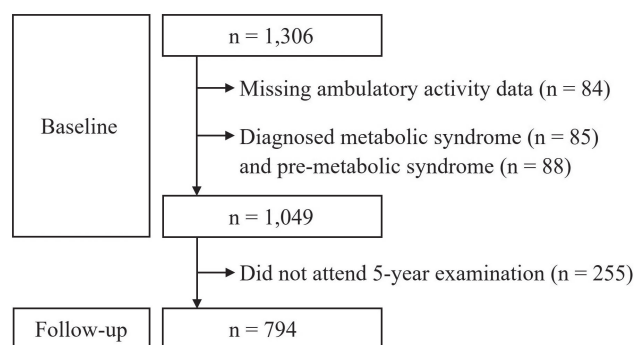 n = 1,306
Missing ambulatory activity data (n = 84)
Baseline
Diagnosed metabolic syndrome (n = 85)
and pre-metabolic syndrome (n = 88)
n = 1,049
Did not attend 5-year examination (n = 255)
Follow-up
n = 794